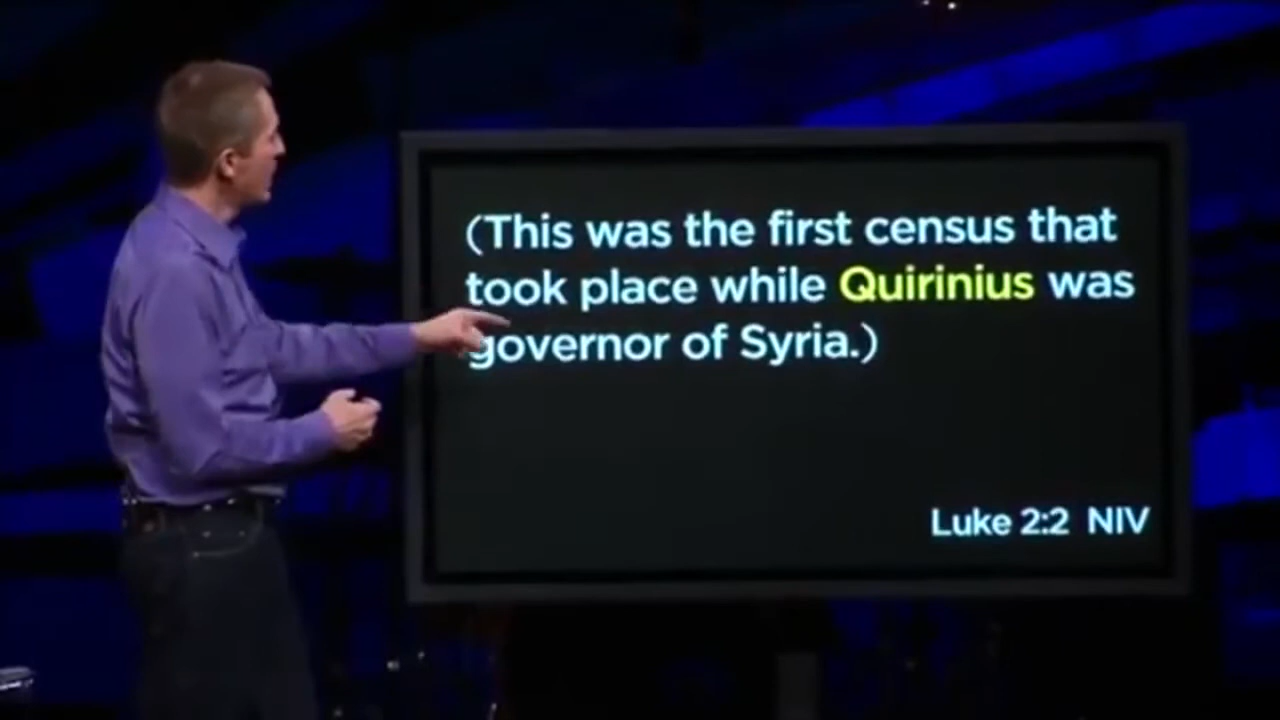 (This was the first census that
took place while Quirinius was
governor of Syria.)
Luke 2:2 NIV